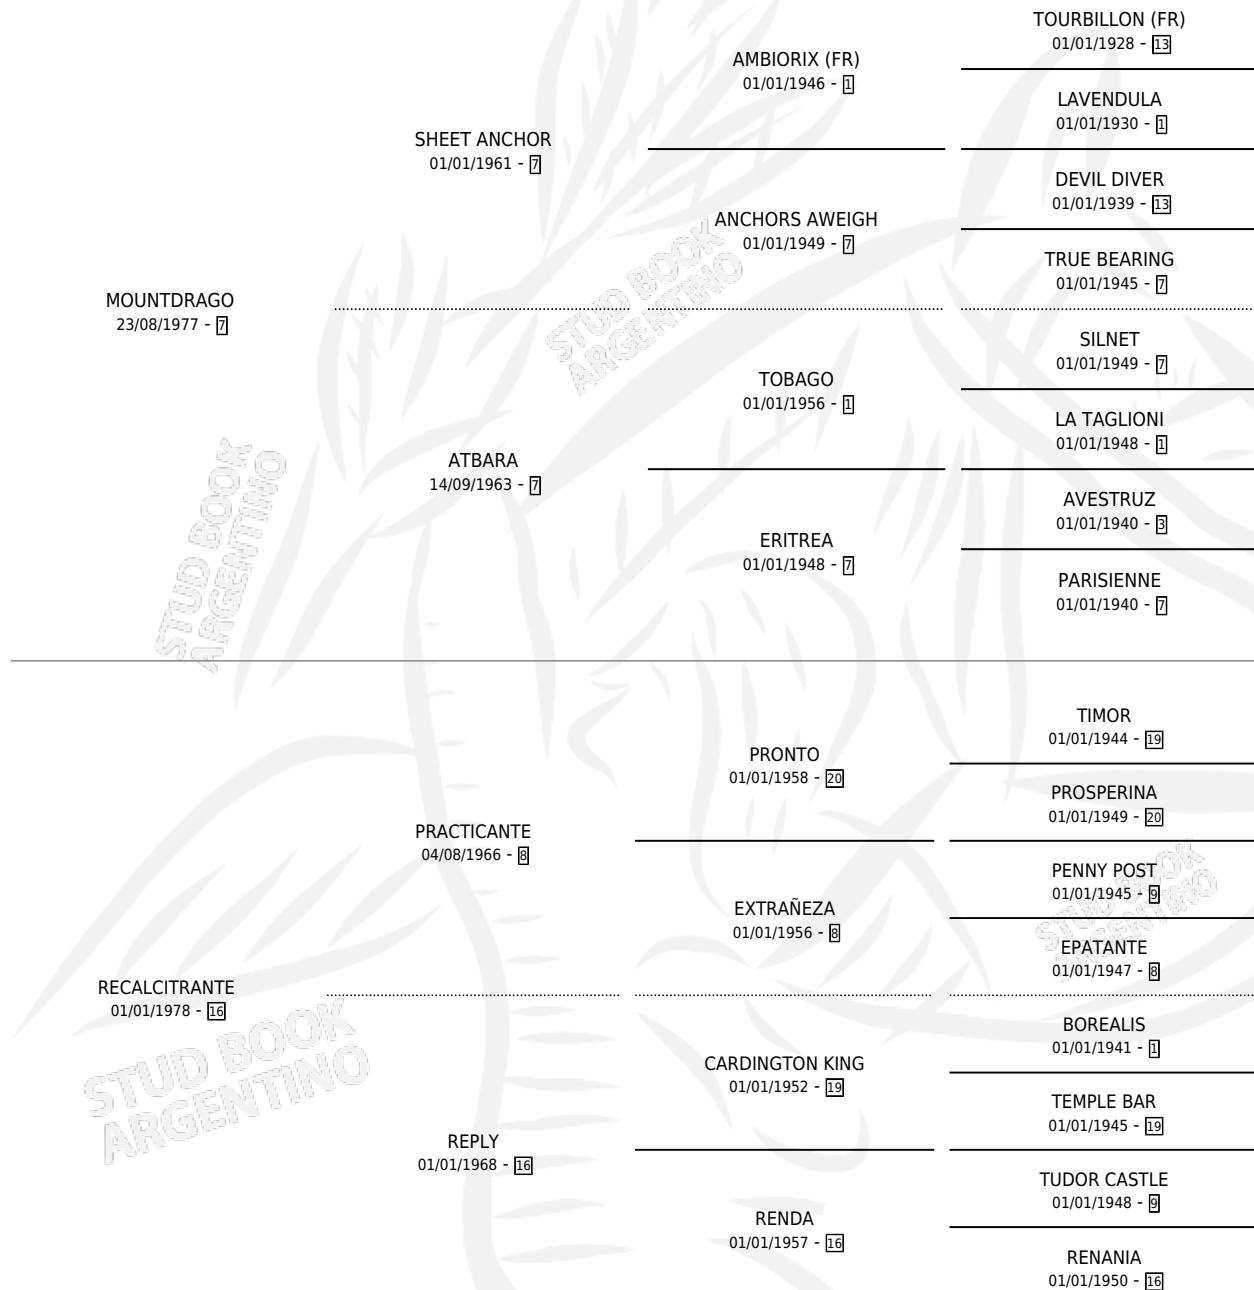 TOURBILLON (FR)
01/01/1928 - 13
AMBIORIX (FR)
01/01/1946 - 1
LAVENDULA
01/01/1930 - 1
SHEET ANCHOR
01/01/1961 - 7
DEVIL DIVER
01/01/1939 - 13
ANCHORS AWEIGH
01/01/1949 - 7
TRUE BEARING
01/01/1945 - 7
MOUNTDRAGO
23/08/1977 - 7
STUD BOOK
ARGENTINO
SILNET
01/01/1949 - 7
TOBAGO
01/01/1956 - 1
LA TAGLIONI
01/01/1948 - 1
ATBARA
14/09/1963 - 7
AVESTRUZ
01/01/1940 - 3
ERITREA
01/01/1948 - 7
PARISIENNE
01/01/1940 - 7
STUD BOOK
ARGENTINO
TIMOR
01/01/1944 - 19
PRONTO
01/01/1958 - 20
PROSPERINA
01/01/1949 - 20
PRACTICANTE
04/08/1966 - 8
PENNY POST
01/01/1945 - 9
EXTRAÑEZA
01/01/1956 - 8
EPATANTE
01/01/1947 - 8
STUD BOOK
ARGENTINO
RECALCITRANTE
01/01/1978 - 16
STUD BOOK
ARGENTINO
BOREALIS
01/01/1941 - 1
CARDINGTON KING
01/01/1952 - 19
TEMPLE BAR
01/01/1945 - 19
REPLY
01/01/1968 - 16
TUDOR CASTLE
01/01/1948 - 9
RENDA
01/01/1957 - 16
RENANIA
01/01/1950 - 16